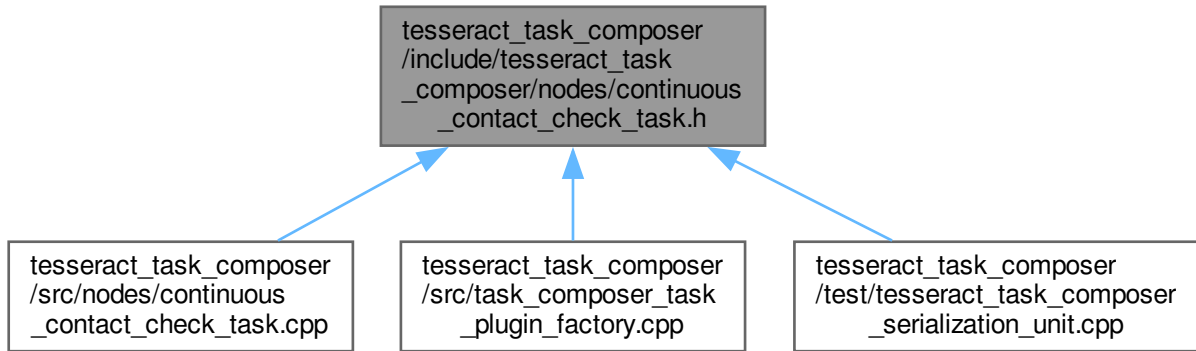 tesseract_task_composer
/include/tesseract_task
_composer/nodes/continuous
_contact_check_task.h
tesseract_task_composer
/src/nodes/continuous
_contact_check_task.cpp
tesseract_task_composer
/src/task_composer_task
_plugin_factory.cpp
tesseract_task_composer
/test/tesseract_task_composer
_serialization_unit.cpp